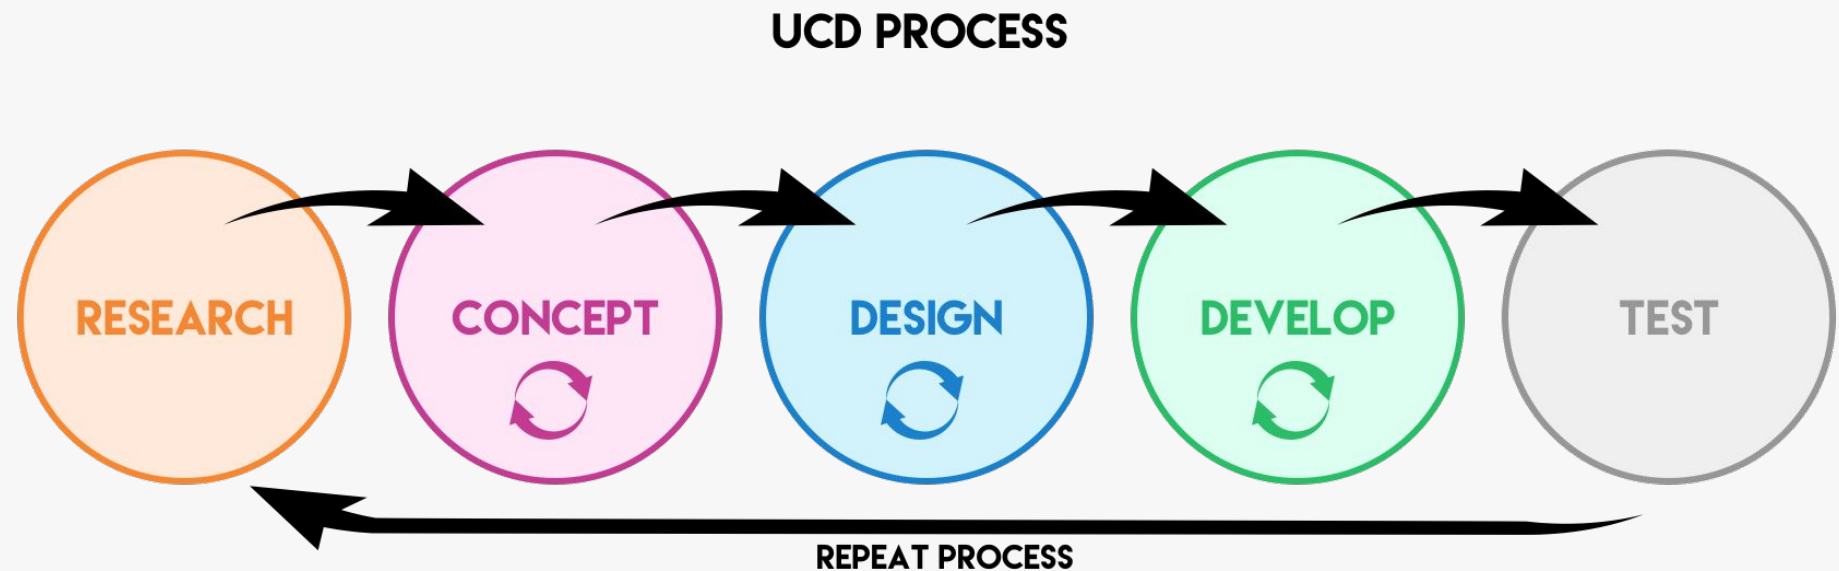 UCD PROCESS
RESEARCH
CONCEPT
DESIGN
DEVELOP
TEST
REPEAT PROCESS